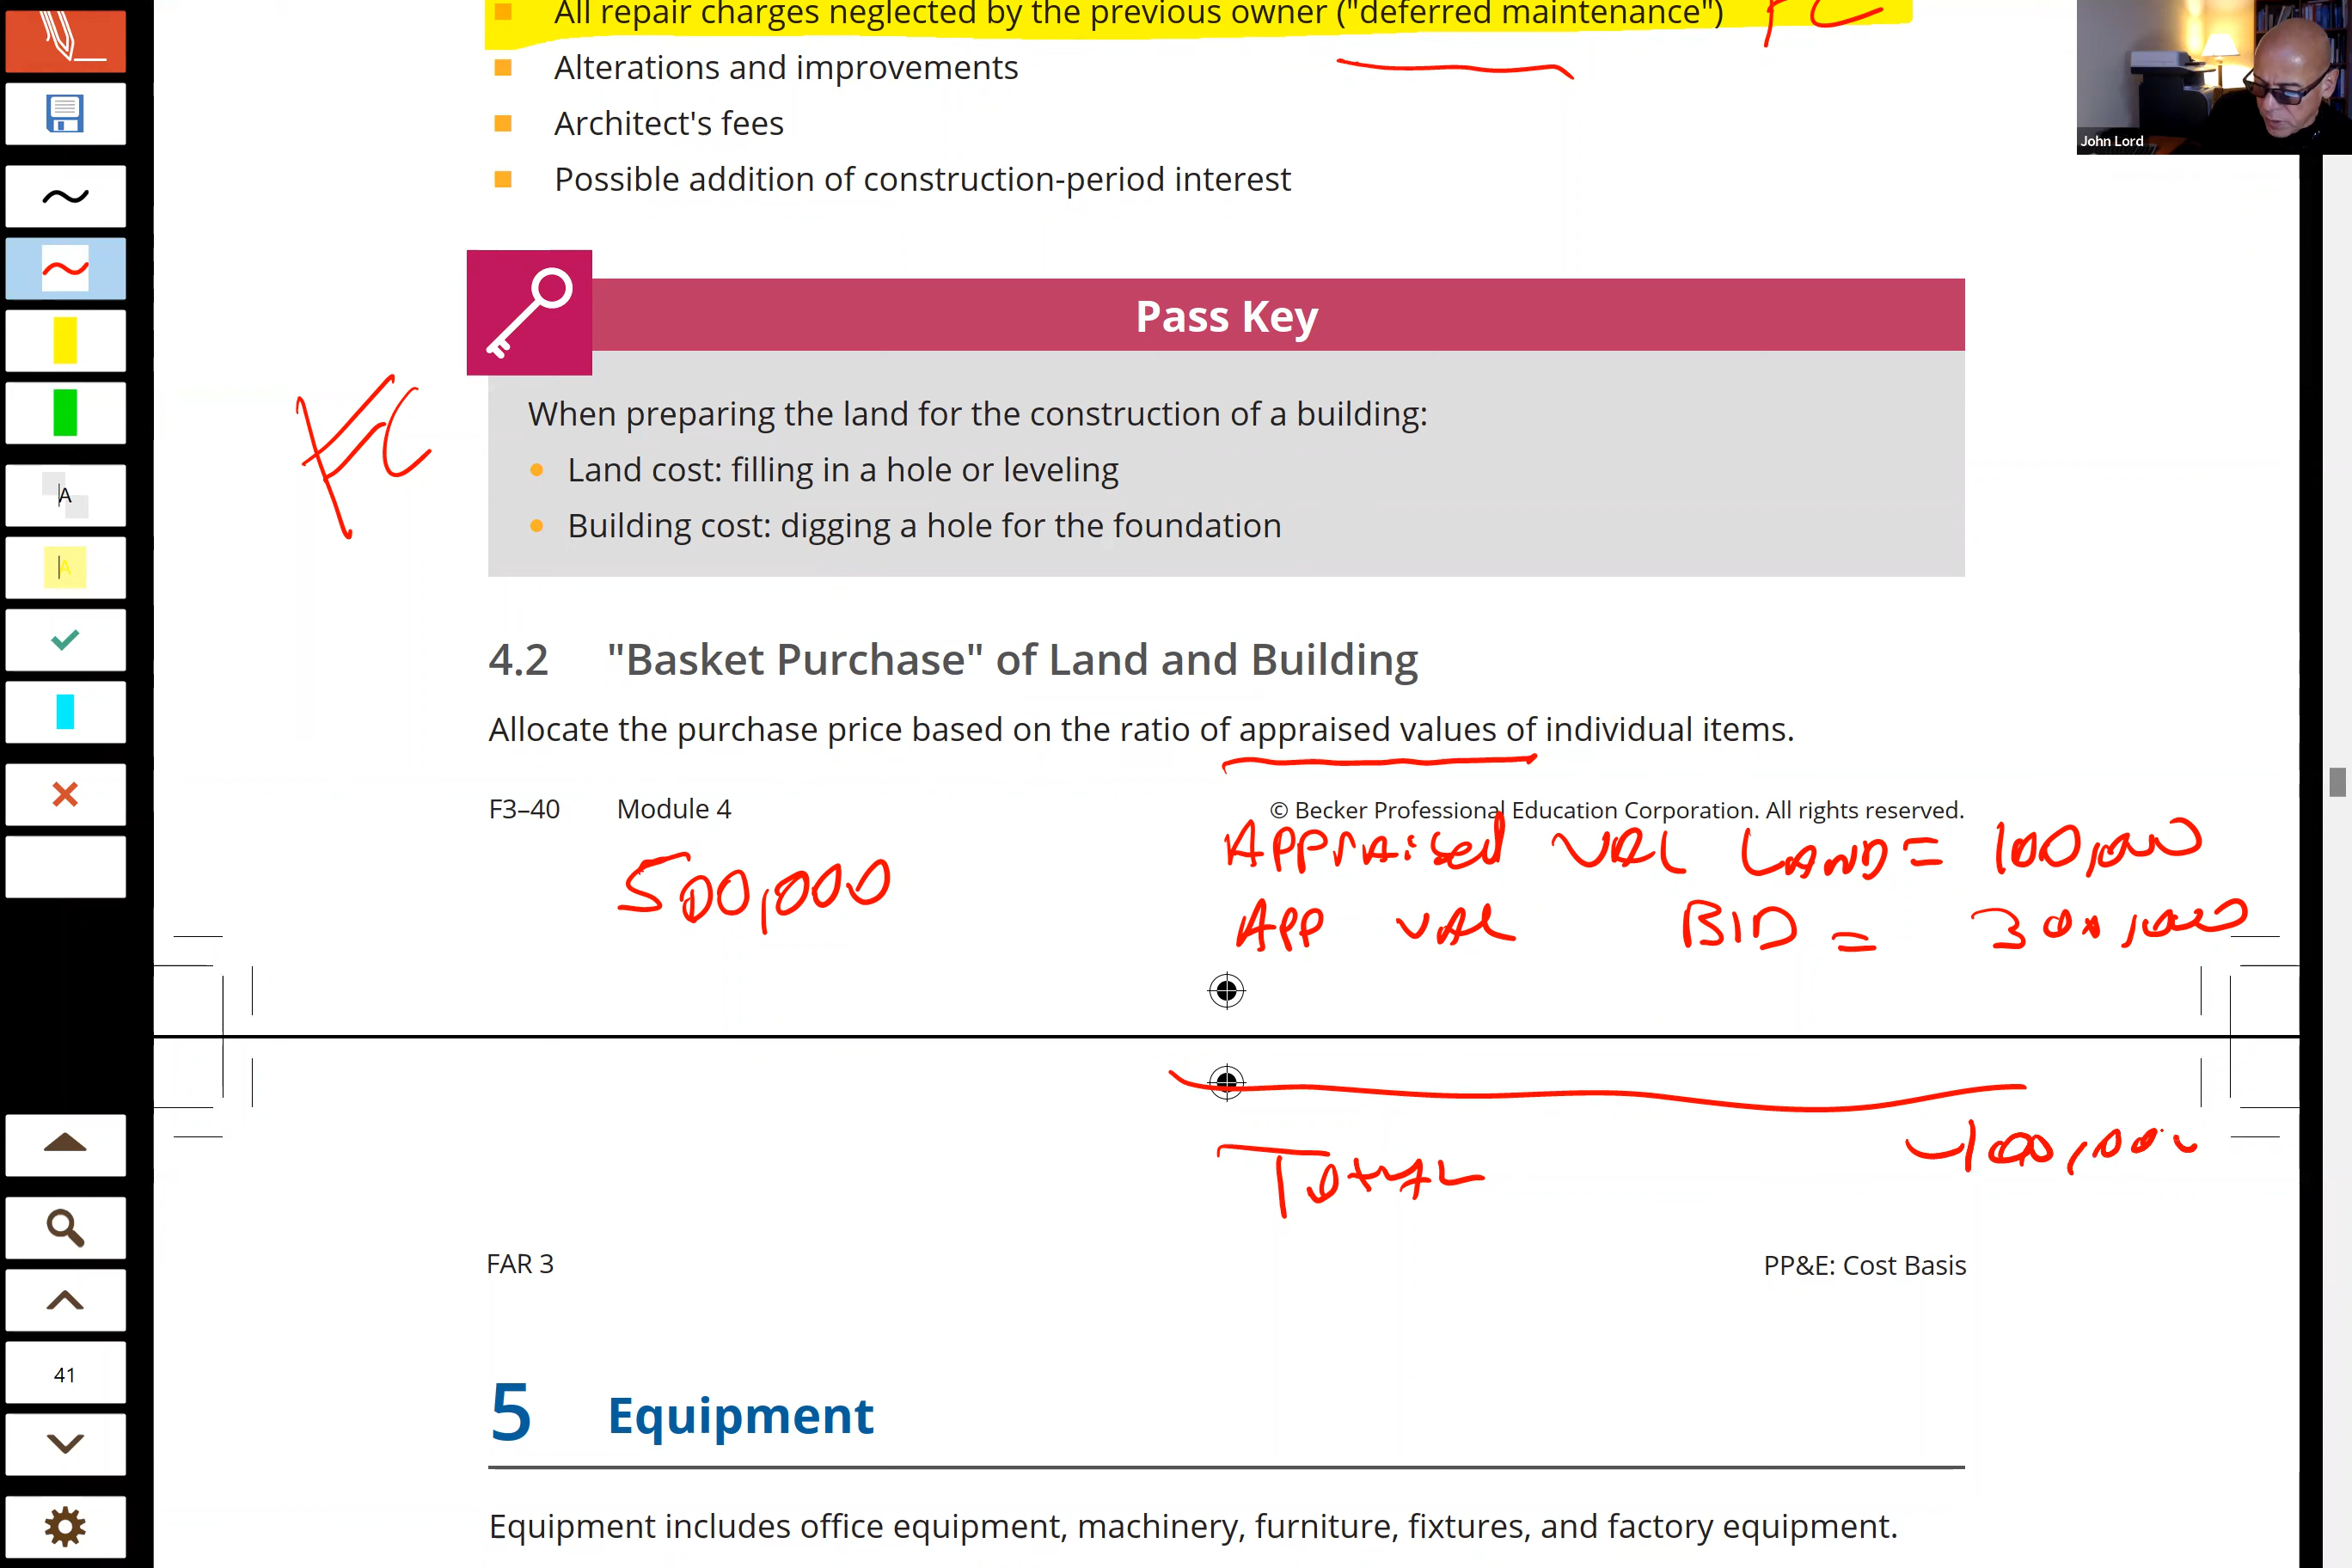 All repair charges neglected by the previous owner ("deferred maintenance")
Alterations and improvements
John Lord
Architect's fees
Possible addition of construction-period interest
Pass Key
When preparing the land for the construction of a building:
Land cost: filling in a hole or leveling
Building cost: digging a hole for the foundation
4.2 "Basket Purchase" of Land and Building
Allocate the purchase price based on the ratio of appraised values of individual items.
F3–40 Module 4 © Becker Professional Education Corporation. All rights reserved.
500,000 Appraised VAL LAND = 100,000
App VAL = 300,000
Total 400,000
FAR 3 PP&E: Cost Basis
41
5 Equipment
Equipment includes office equipment, machinery, furniture, fixtures, and factory equipment.